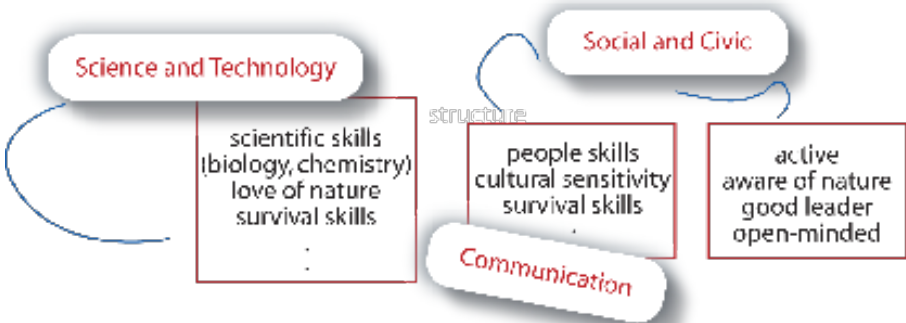 Social and Civic
Science and Technology
structure
scientific skills
(biology, chemistry)
love of nature
survival skills
.
.
people skills
cultural sensitivity
survival skills
.
active
aware of nature
good leader
open-minded
Communication